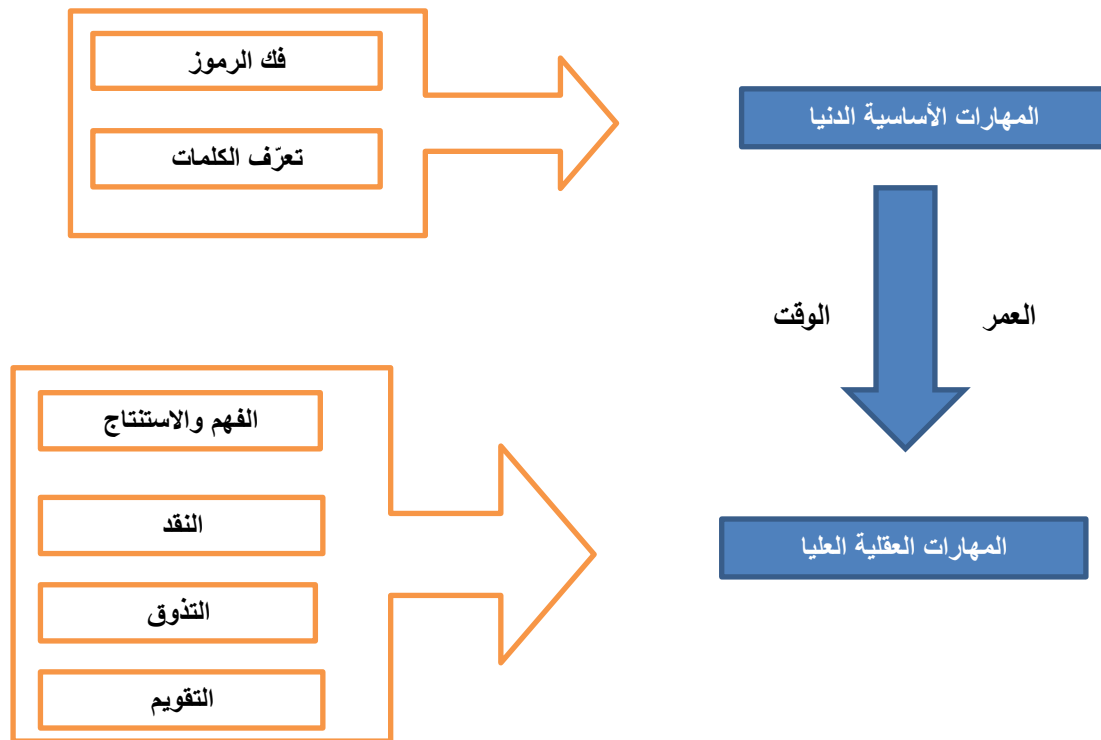 المهارات الأساسية الدنيا
فك الرموز
تعرّف الكلمات
العمر
الوقت
المهارات العقلية العليا
الفهم والاستنتاج
النقد
التذوق
التقويم